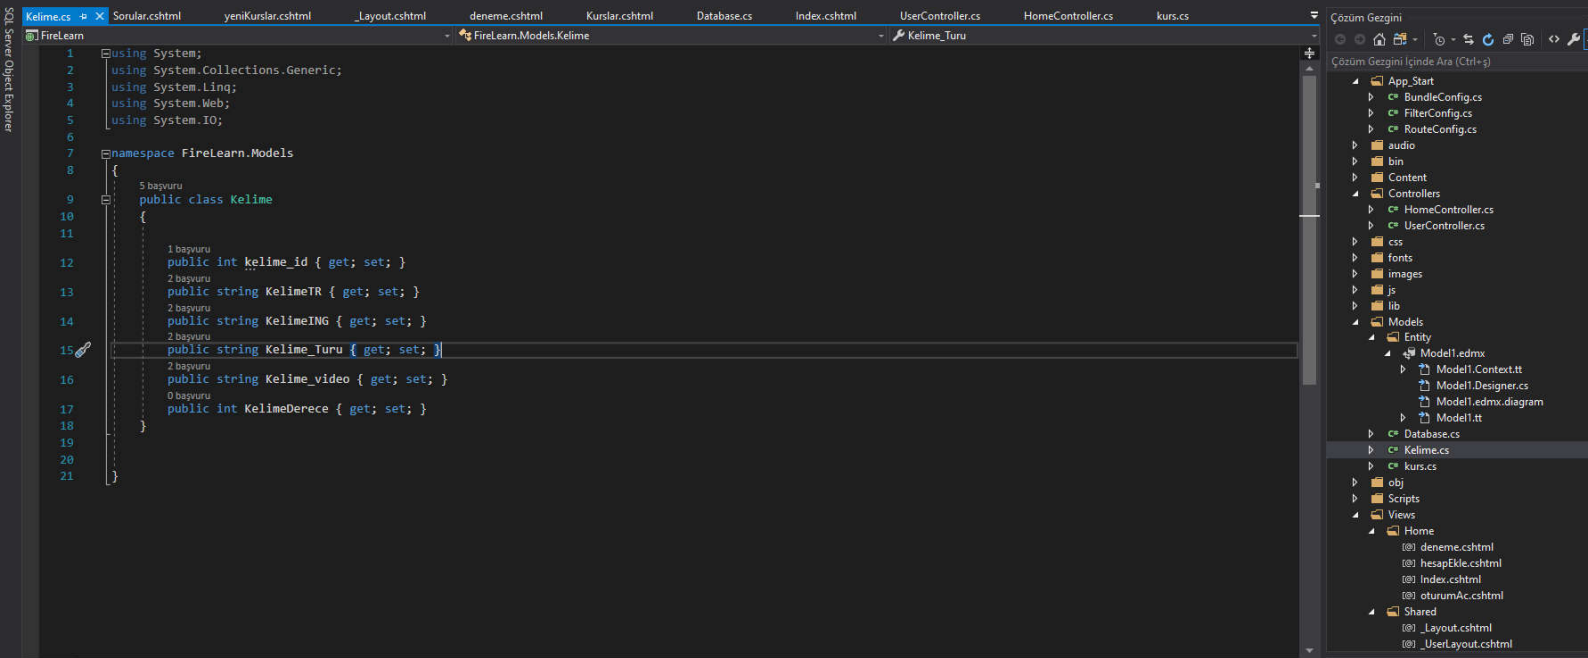 SQL Server Object Explorer
Kelime.cs Sorular.cshtml yeniKurslar.cshtml _Layout.cshtml deneme.cshtml Kurslar.cshtml Database.cs Index.cshtml UserController.cs HomeController.cs kurs.cs
FireLearn FireLearn.Models.Kelime Kelime_Turu
1 using System;
2 using System.Collections.Generic;
3 using System.Linq;
4 using System.Web;
5 using System.IO;
6
7 namespace FireLearn.Models
8 {
5 başvuru
9 public class Kelime
10 {
11
1 başvuru
12 public int kelime_id { get; set; }
2 başvuru
13 public string KelimeTR { get; set; }
2 başvuru
14 public string KelimeING { get; set; }
2 başvuru
15 public string Kelime_Turu { get; set; }
2 başvuru
16 public string Kelime_video { get; set; }
0 başvuru
17 public int KelimeDerece { get; set; }
18 }
19
20
21 }
Çözüm Gezgini
Çözüm Gezgini İçinde Ara (Ctrl+ş)
App_Start
C# BundleConfig.cs
C# FilterConfig.cs
C# RouteConfig.cs
audio
bin
Content
Controllers
C# HomeController.cs
C# UserController.cs
css
fonts
images
js
lib
Models
Entity
Model1.edmx
Model1.Context.tt
Model1.Designer.cs
Model1.edmx.diagram
Model1.tt
C# Database.cs
C# Kelime.cs
C# kurs.cs
obj
Scripts
Views
Home
[@] deneme.cshtml
[@] hesapEkle.cshtml
[@] Index.cshtml
[@] oturumAc.cshtml
Shared
[@] _Layout.cshtml
[@] _UserLayout.cshtml